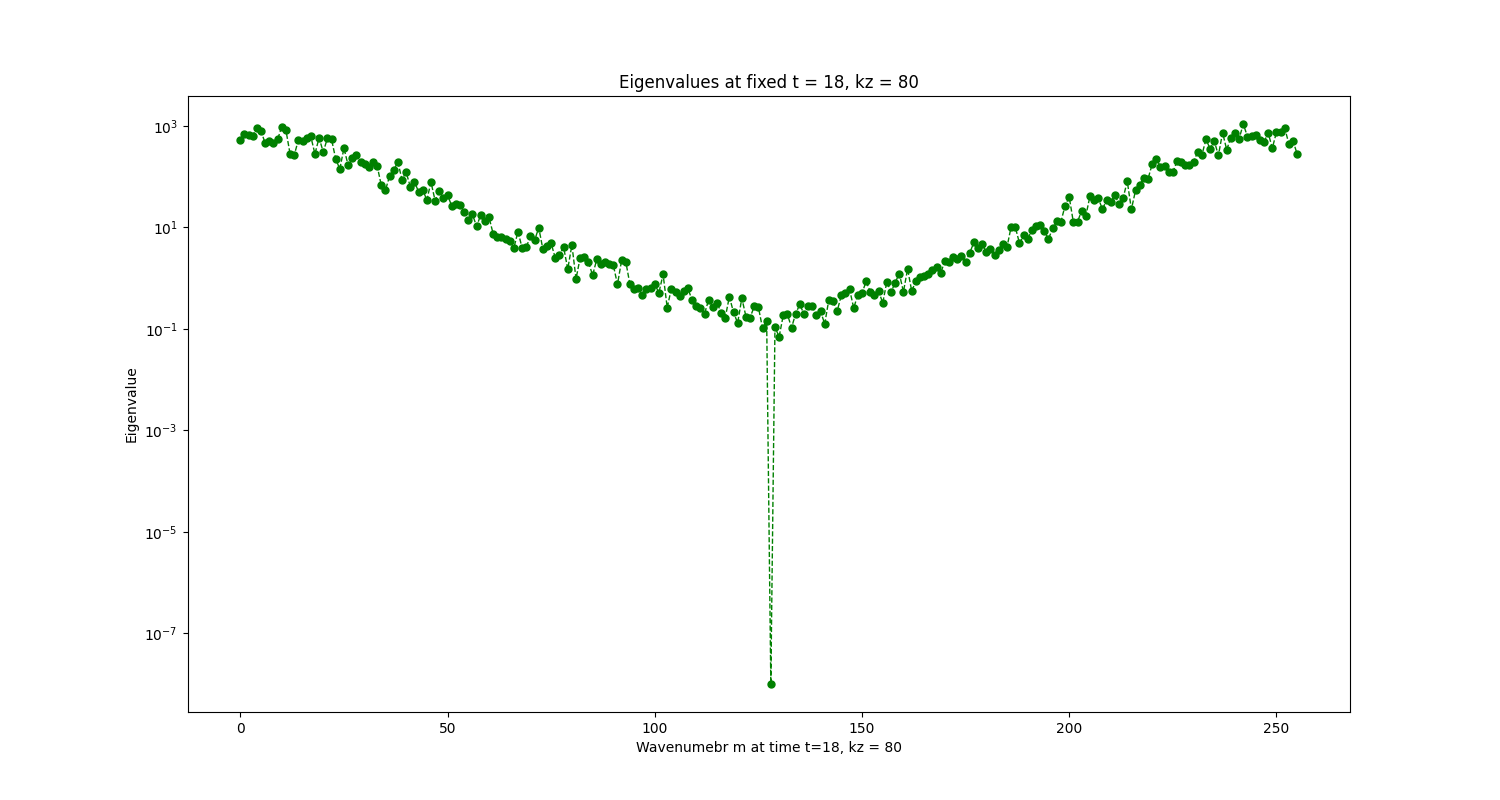 Eigenvalues at fixed t = 18, kz = 80
Eigenvalue
10³
10¹
10⁻¹
10⁻³
10⁻⁵
10⁻⁷
0 50 100 150 200 250
Wavenumebr m at time t=18, kz = 80